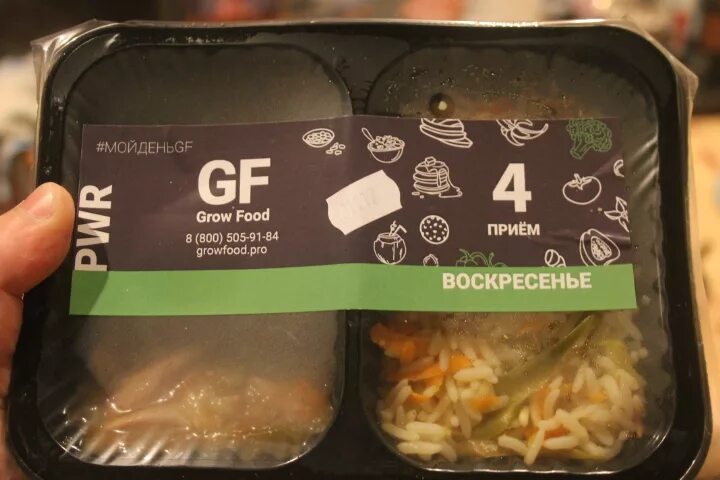 #МОЙДЕНЬGF
PWR
GF
Grow Food
8 (800) 505-91-84
growfood.pro
4
ПРИЁМ
ВОСКРЕСЕНЬЕ